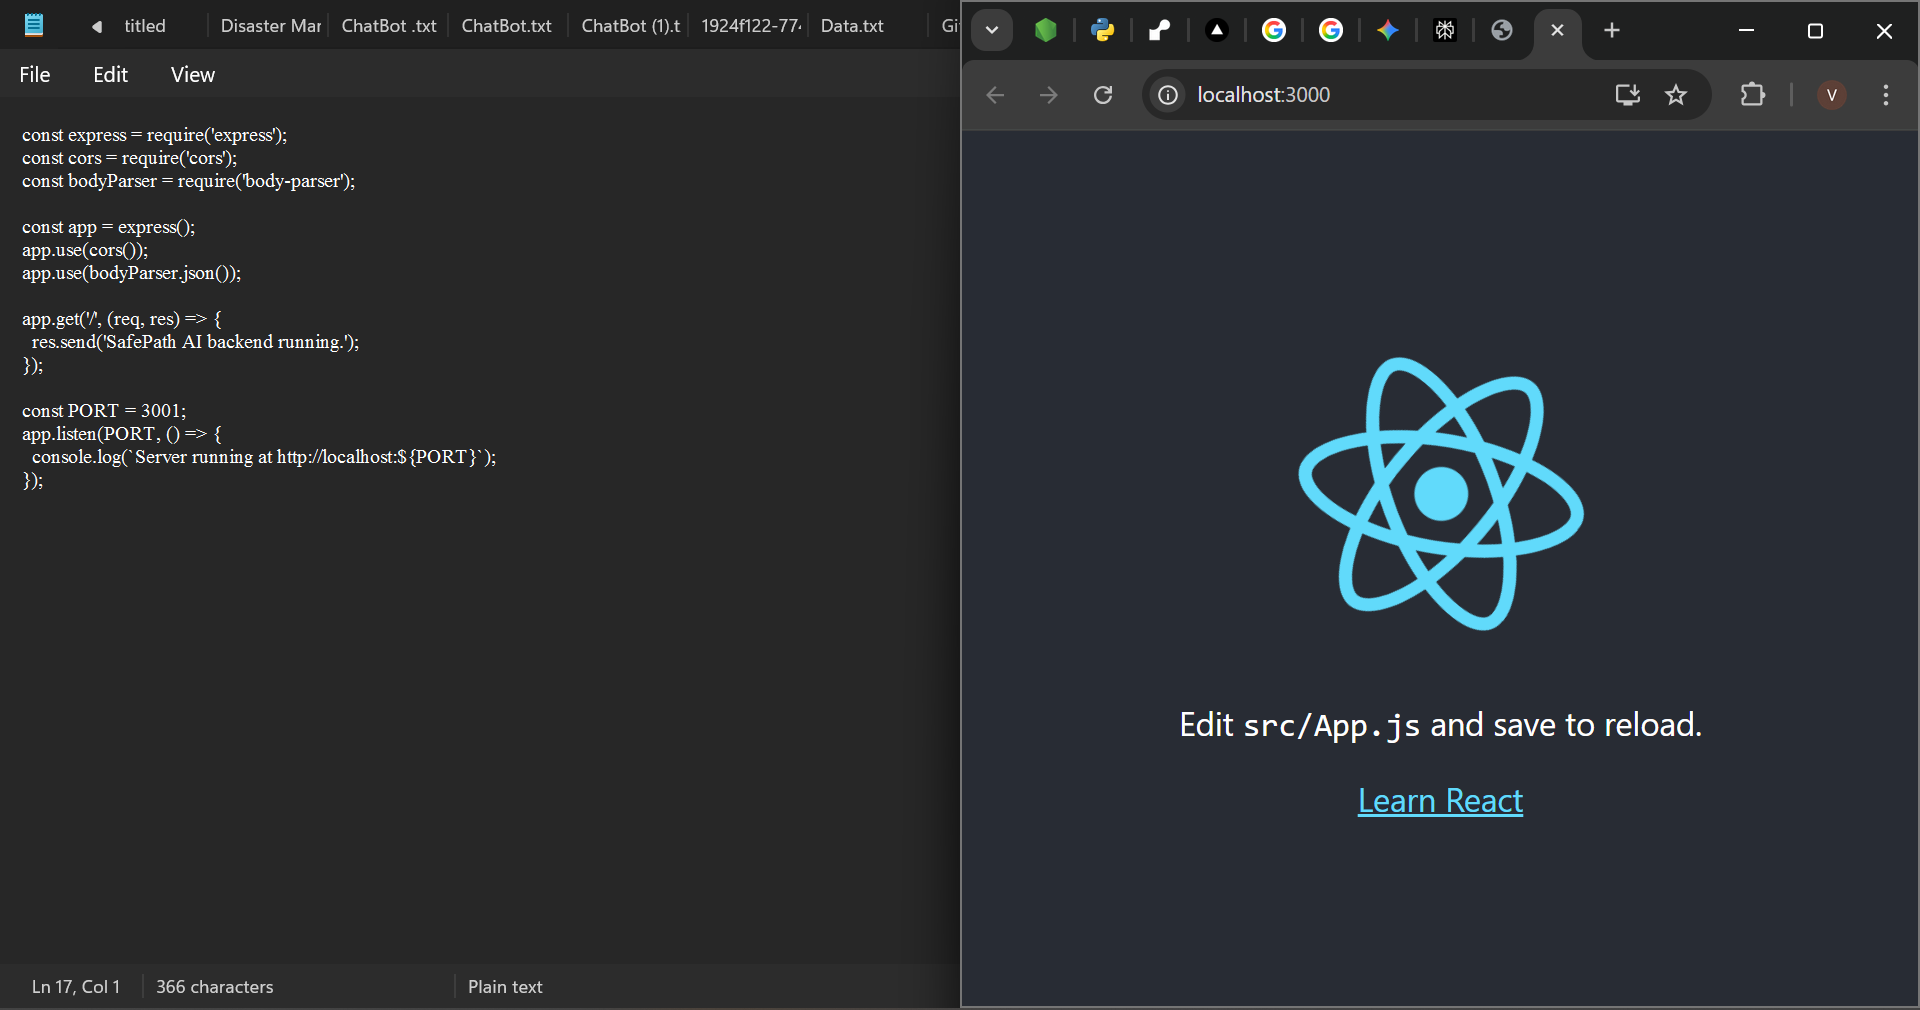 titled
Disaster Mar
ChatBot .txt
ChatBot.txt
ChatBot (1).t
1924f122-774
Data.txt
Gi
File
Edit
View
const express = require('express');
const cors = require('cors');
const bodyParser = require('body-parser');
const app = express();
app.use(cors());
app.use(bodyParser.json());
app.get('/', (req, res) => {
res.send('SafePath AI backend running.');
});
const PORT = 3001;
app.listen(PORT, () => {
console.log(`Server running at http://localhost:${PORT}`);
});
Ln 17, Col 1
366 characters
Plain text
localhost:3000
V
Edit src/App.js and save to reload.
Learn React